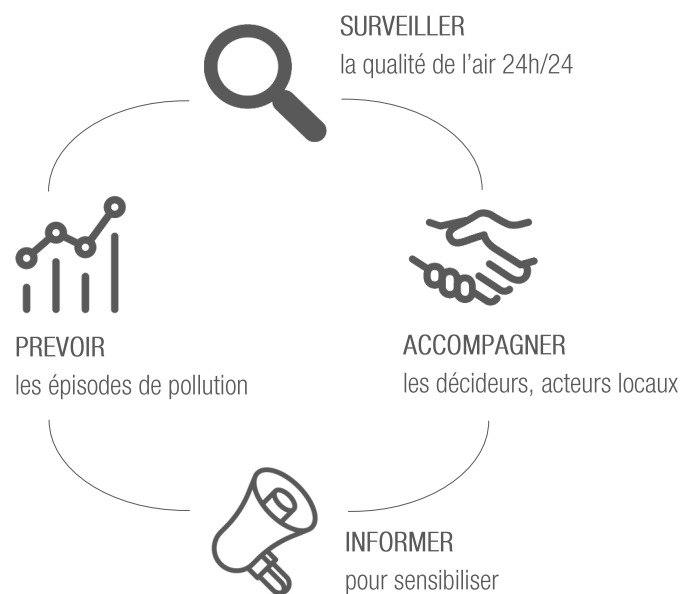 SURVEILLER
la qualité de l'air 24h/24
PREVOIR
les épisodes de pollution
ACCOMPAGNER
les décideurs, acteurs locaux
INFORMER
pour sensibiliser